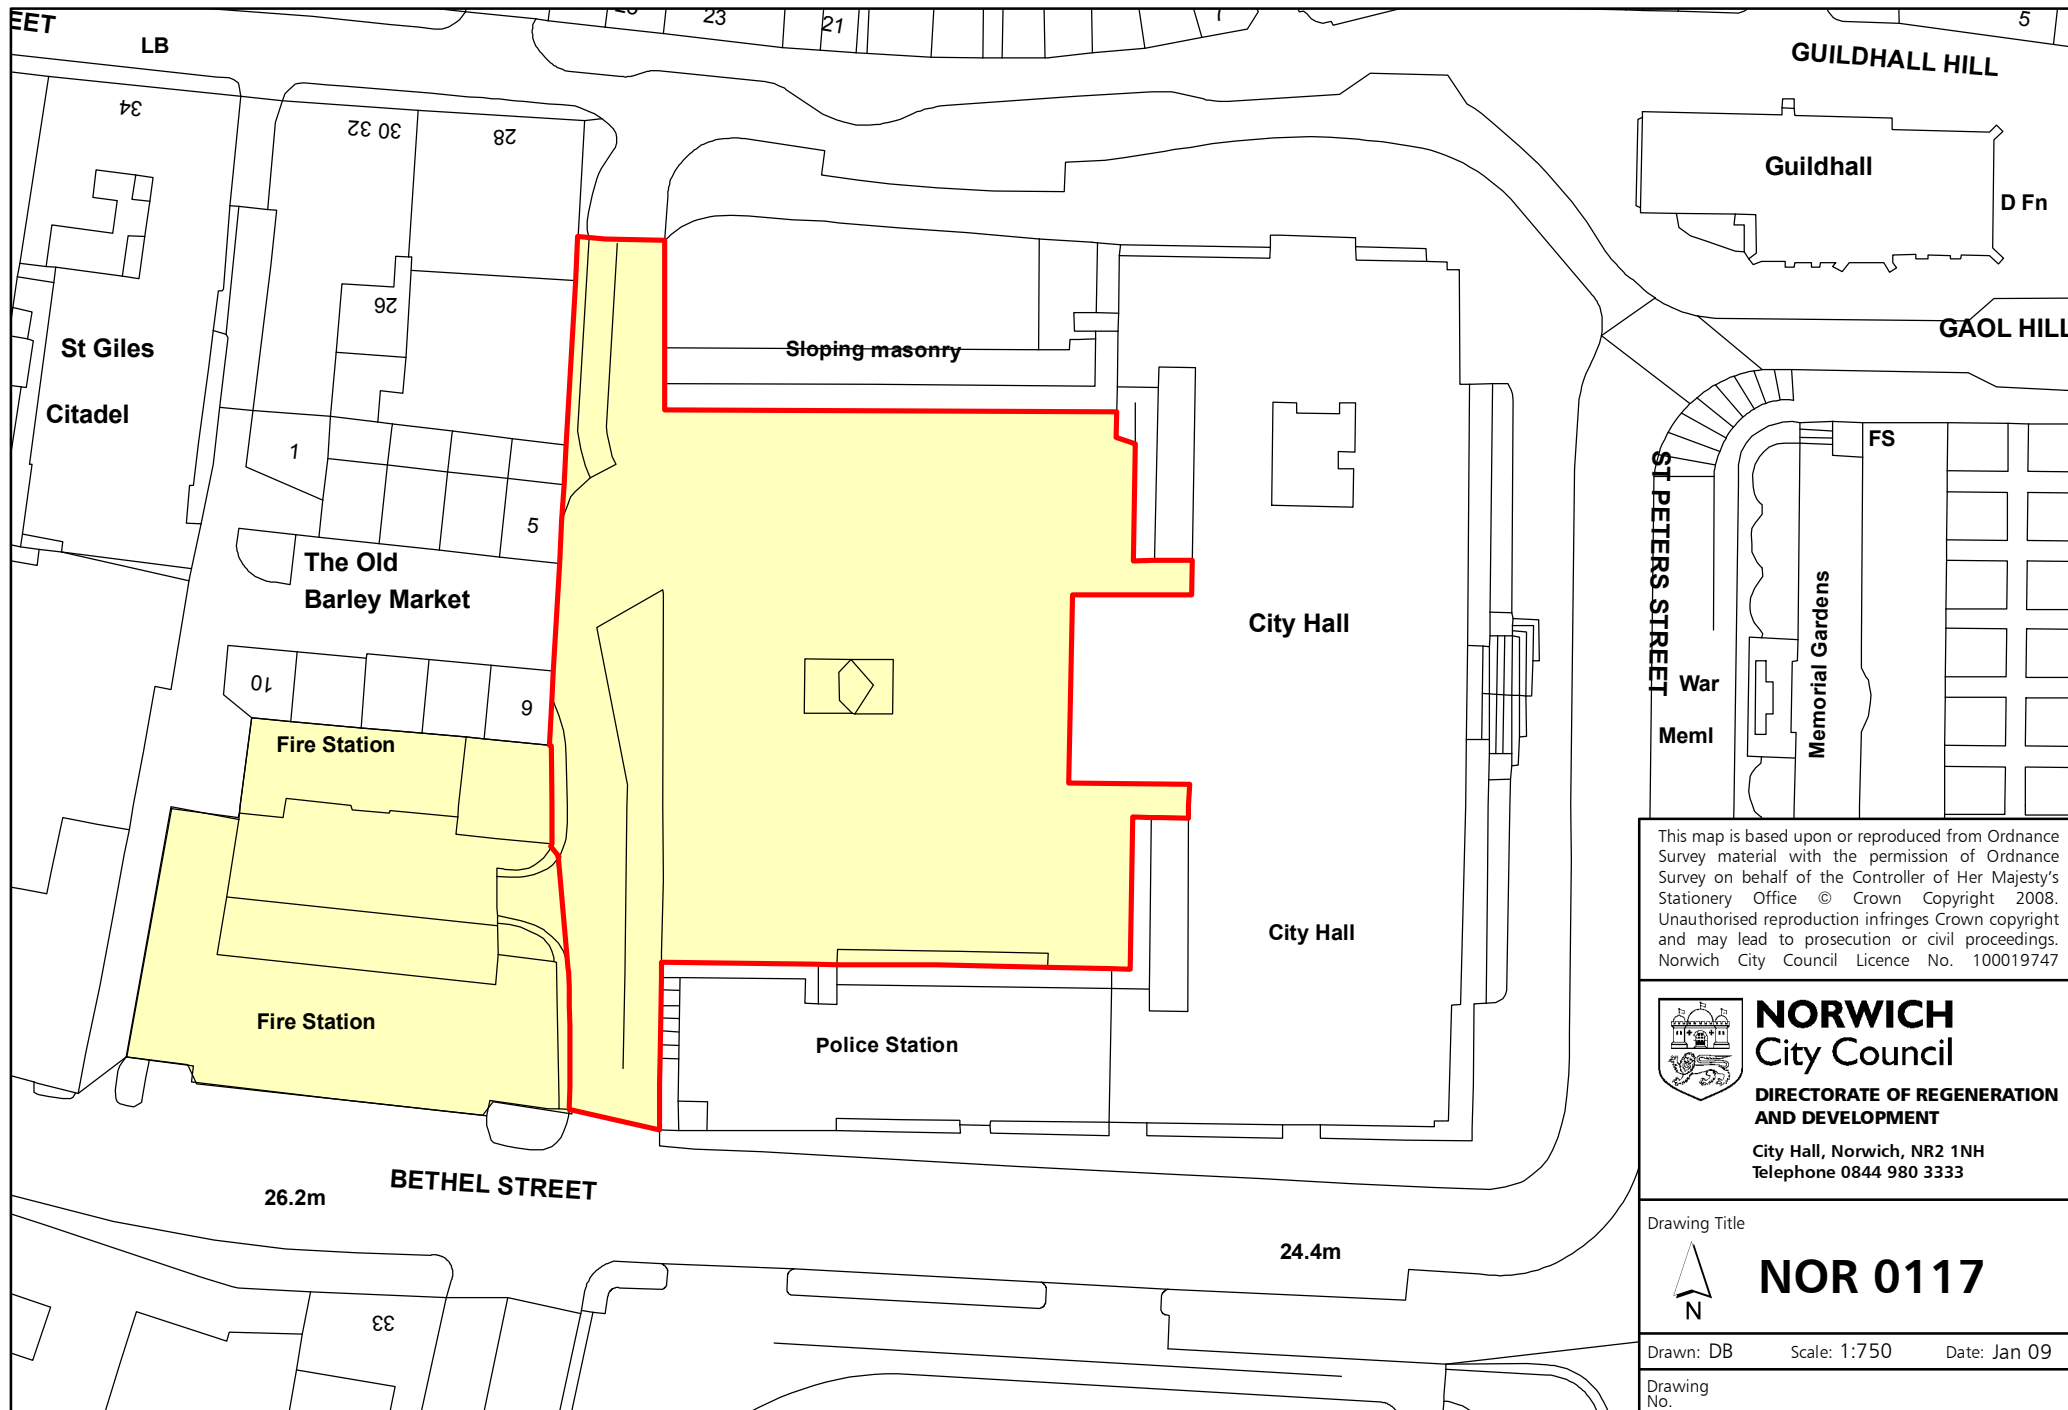 EET
LB
23
21
5
GUILDHALL HILL
34
30 32
28
Guildhall
D Fn
26
St Giles
Citadel
Sloping masonry
GAOL HILL
1
FS
5
The Old
Barley Market
ST PETERS STREET
City Hall
Memorial Gardens
War
Meml
10
6
Fire Station
City Hall
Fire Station
Police Station
BETHEL STREET
26.2m
24.4m
33
This map is based upon or reproduced from Ordnance
Survey material with the permission of Ordnance
Survey on behalf of the Controller of Her Majesty's
Stationery Office © Crown Copyright 2008.
Unauthorised reproduction infringes Crown copyright
and may lead to prosecution or civil proceedings.
Norwich City Council Licence No. 100019747
NORWICH
City Council
DIRECTORATE OF REGENERATION
AND DEVELOPMENT
City Hall, Norwich, NR2 1NH
Telephone 0844 980 3333
Drawing Title
NOR 0117
N
Drawn: DB Scale: 1:750 Date: Jan 09
Drawing
No.